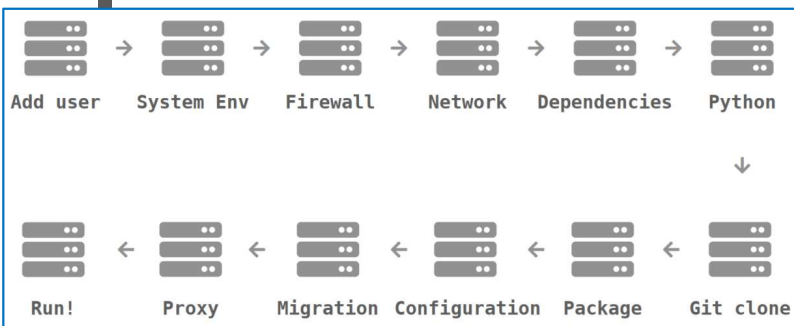 Add user System Env Firewall Network Dependencies Python
Run! Proxy Migration Configuration Package Git clone